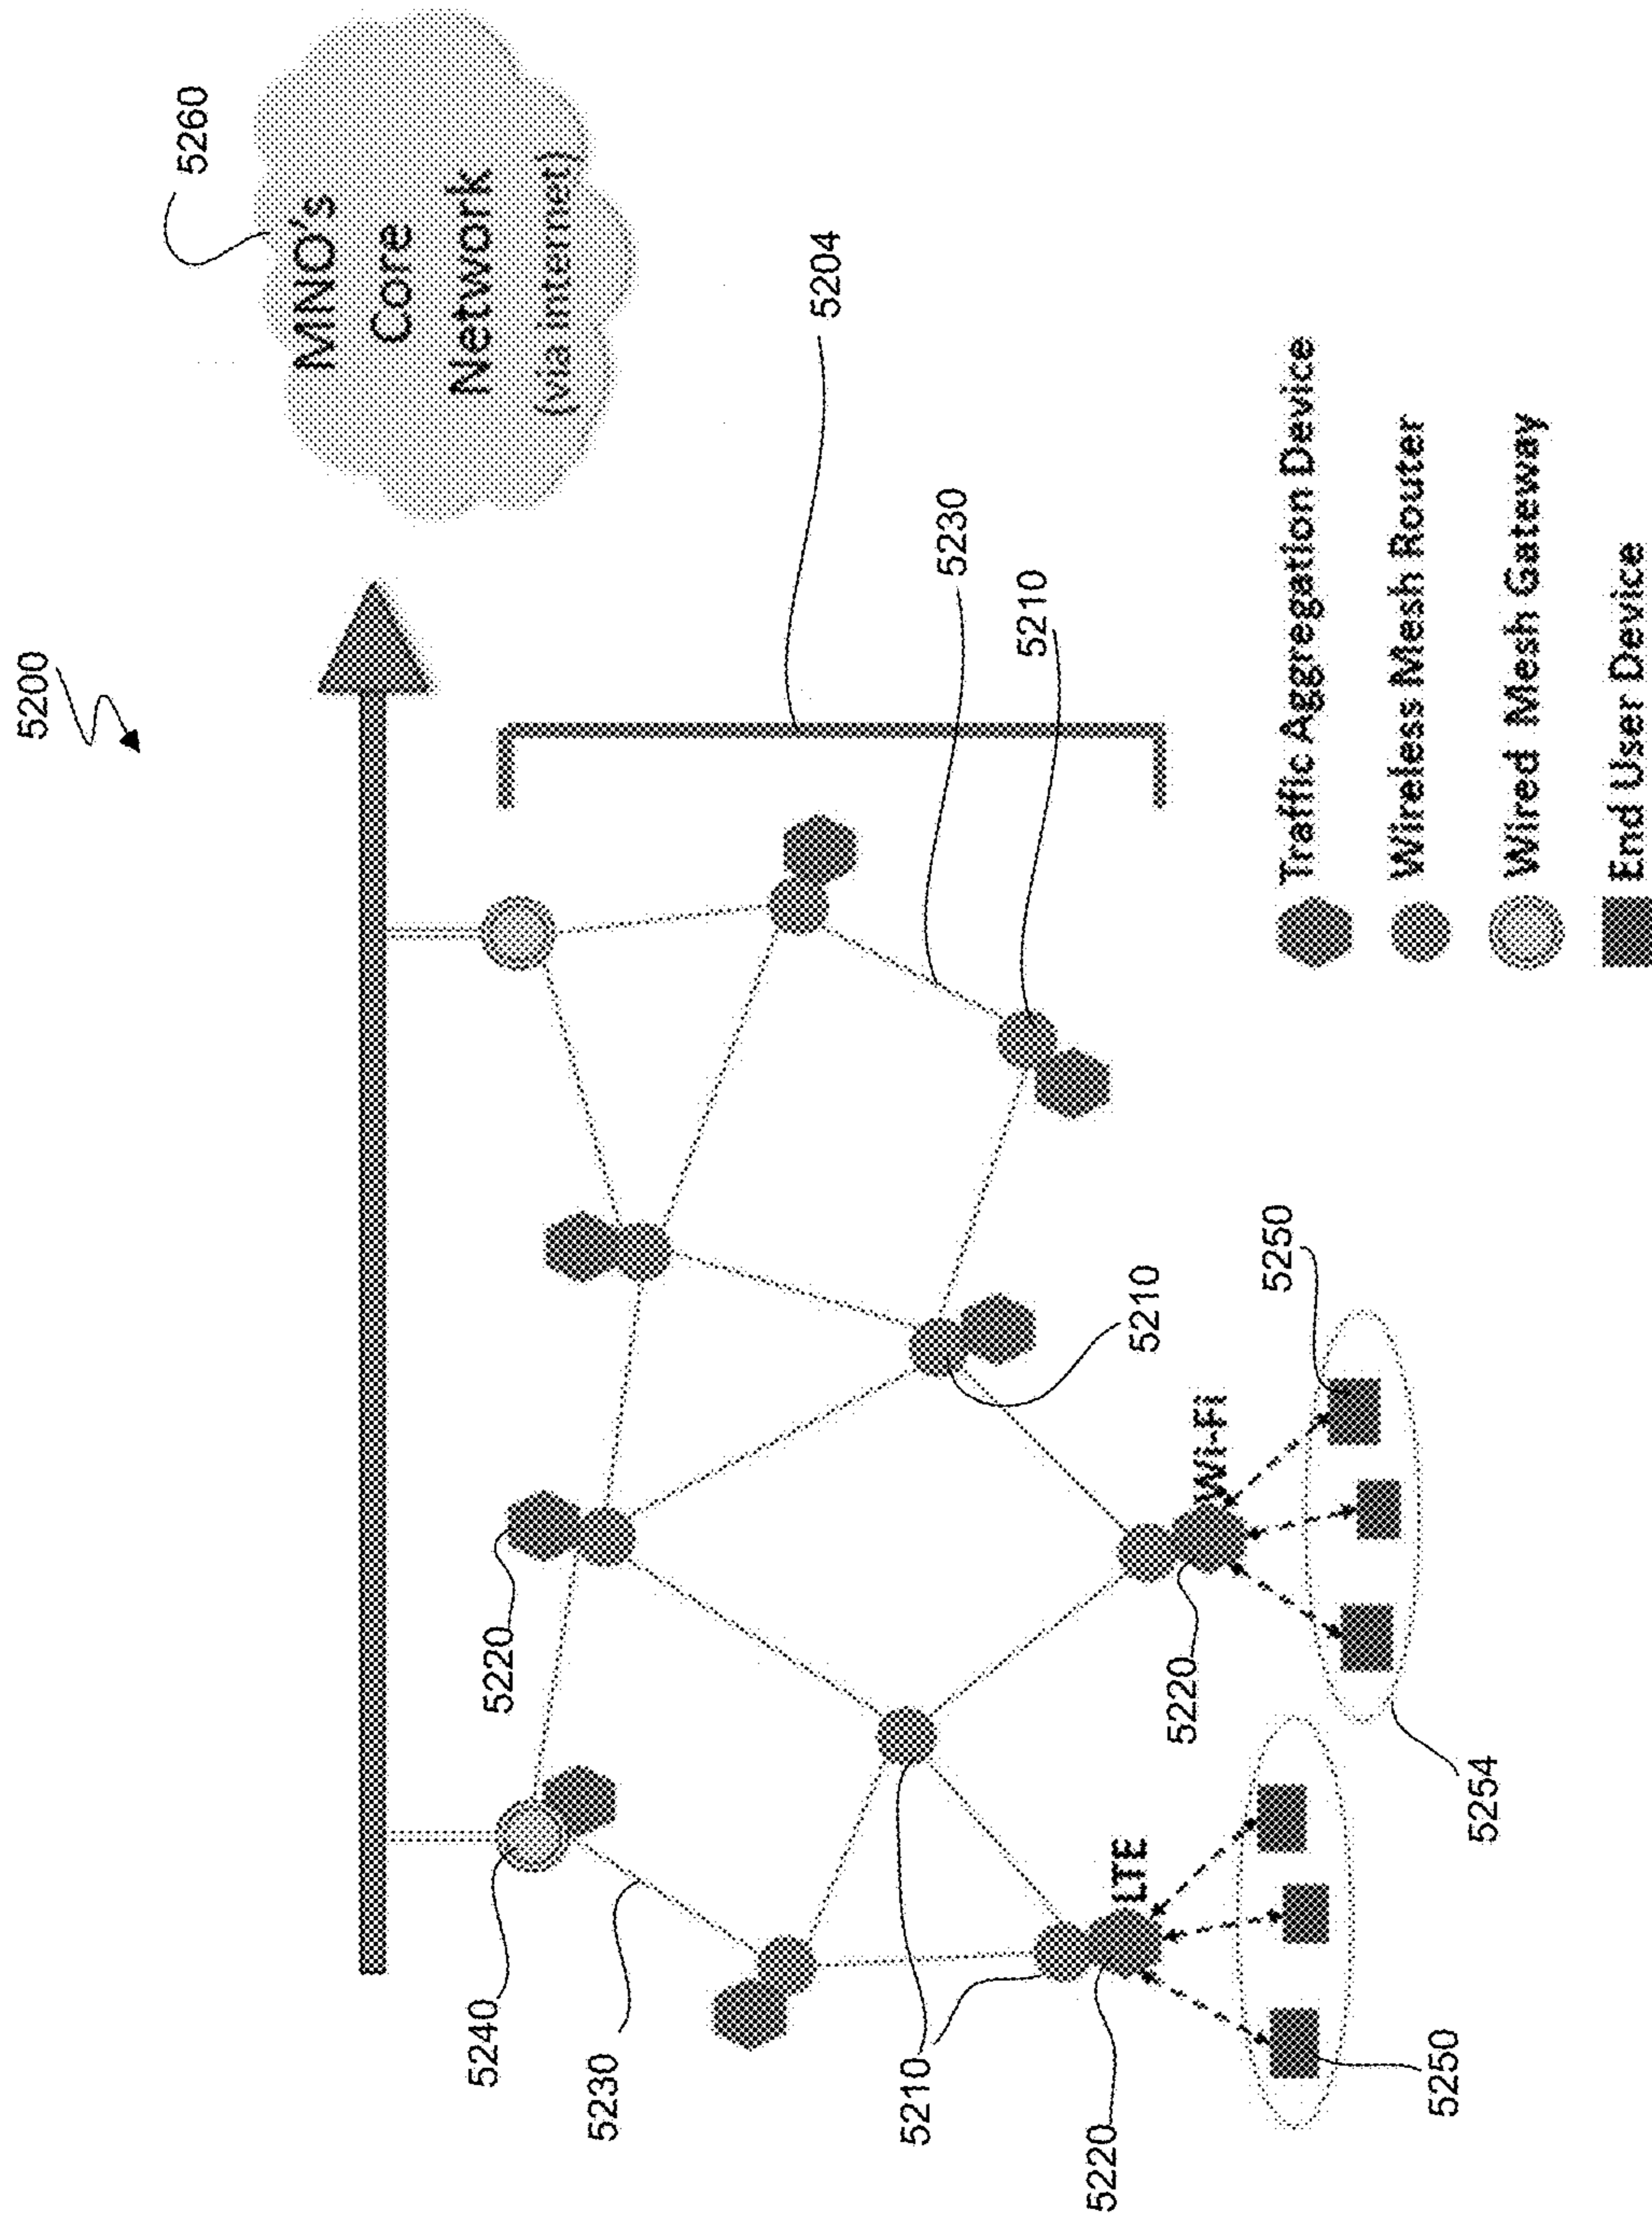 5200
5260
MNO's
Core
Network
(via internet)
5240
5220
5204
5230
5230
5210
5210
5210
5220
LTE
5220
Wi-Fi
5250
5250
5254
Traffic Aggregation Device
Wireless Mesh Router
Wired Mesh Gateway
End User Device